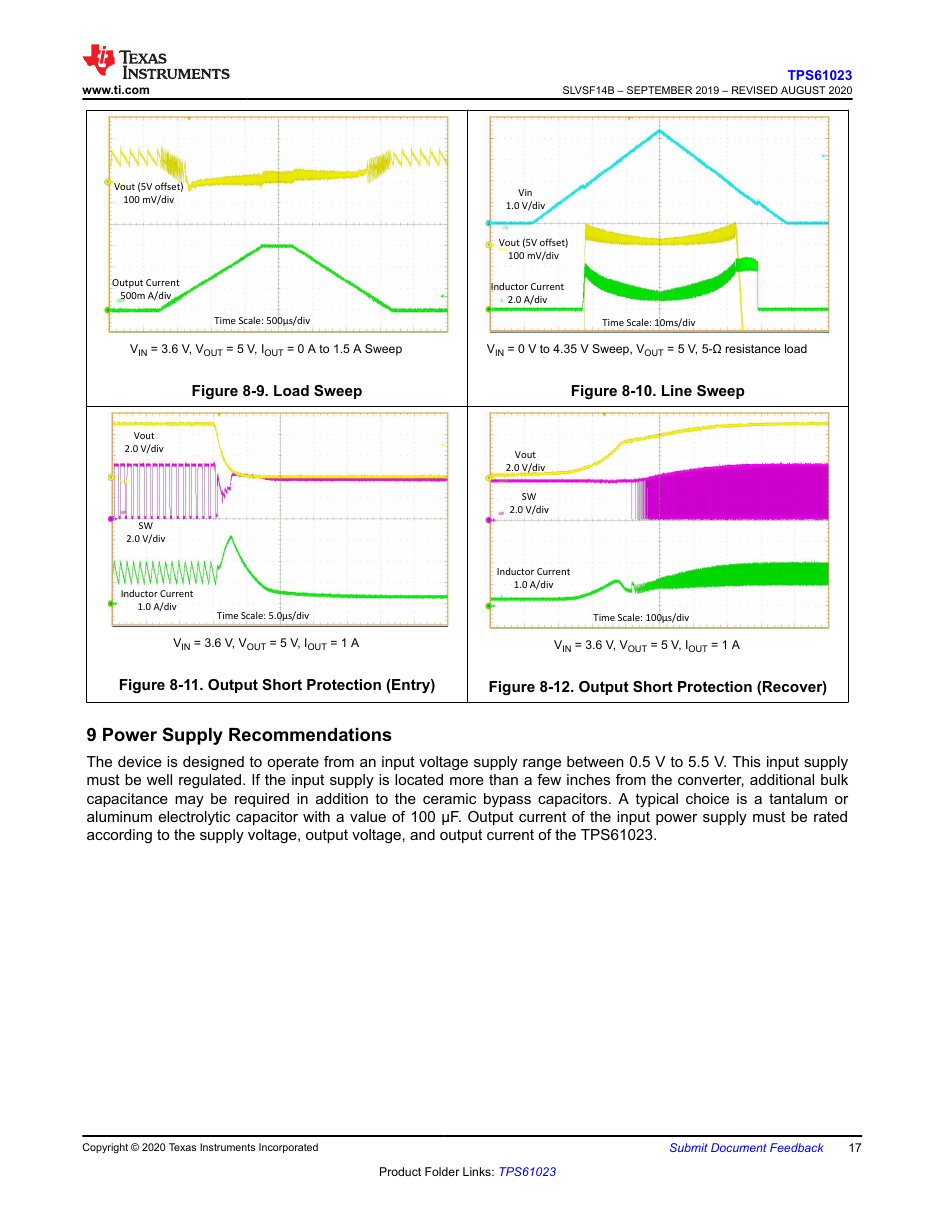 TEXAS
INSTRUMENTS
www.ti.com
TPS61023
SLVSF14B – SEPTEMBER 2019 – REVISED AUGUST 2020
Vout (5V offset)
100 mV/div
Output Current
500m A/div
Time Scale: 500µs/div
VIN = 3.6 V, VOUT = 5 V, IOUT = 0 A to 1.5 A Sweep
Figure 8-9. Load Sweep
Vin
1.0 V/div
Vout (5V offset)
100 mV/div
Inductor Current
2.0 A/div
Time Scale: 10ms/div
VIN = 0 V to 4.35 V Sweep, VOUT = 5 V, 5-Ω resistance load
Figure 8-10. Line Sweep
Vout
2.0 V/div
SW
2.0 V/div
Inductor Current
1.0 A/div
Time Scale: 5.0µs/div
VIN = 3.6 V, VOUT = 5 V, IOUT = 1 A
Figure 8-11. Output Short Protection (Entry)
Vout
2.0 V/div
SW
2.0 V/div
Inductor Current
1.0 A/div
Time Scale: 100µs/div
VIN = 3.6 V, VOUT = 5 V, IOUT = 1 A
Figure 8-12. Output Short Protection (Recover)
9 Power Supply Recommendations
The device is designed to operate from an input voltage supply range between 0.5 V to 5.5 V. This input supply
must be well regulated. If the input supply is located more than a few inches from the converter, additional bulk
capacitance may be required in addition to the ceramic bypass capacitors. A typical choice is a tantalum or
aluminum electrolytic capacitor with a value of 100 µF. Output current of the input power supply must be rated
according to the supply voltage, output voltage, and output current of the TPS61023.
Copyright © 2020 Texas Instruments Incorporated
Submit Document Feedback
17
Product Folder Links: TPS61023